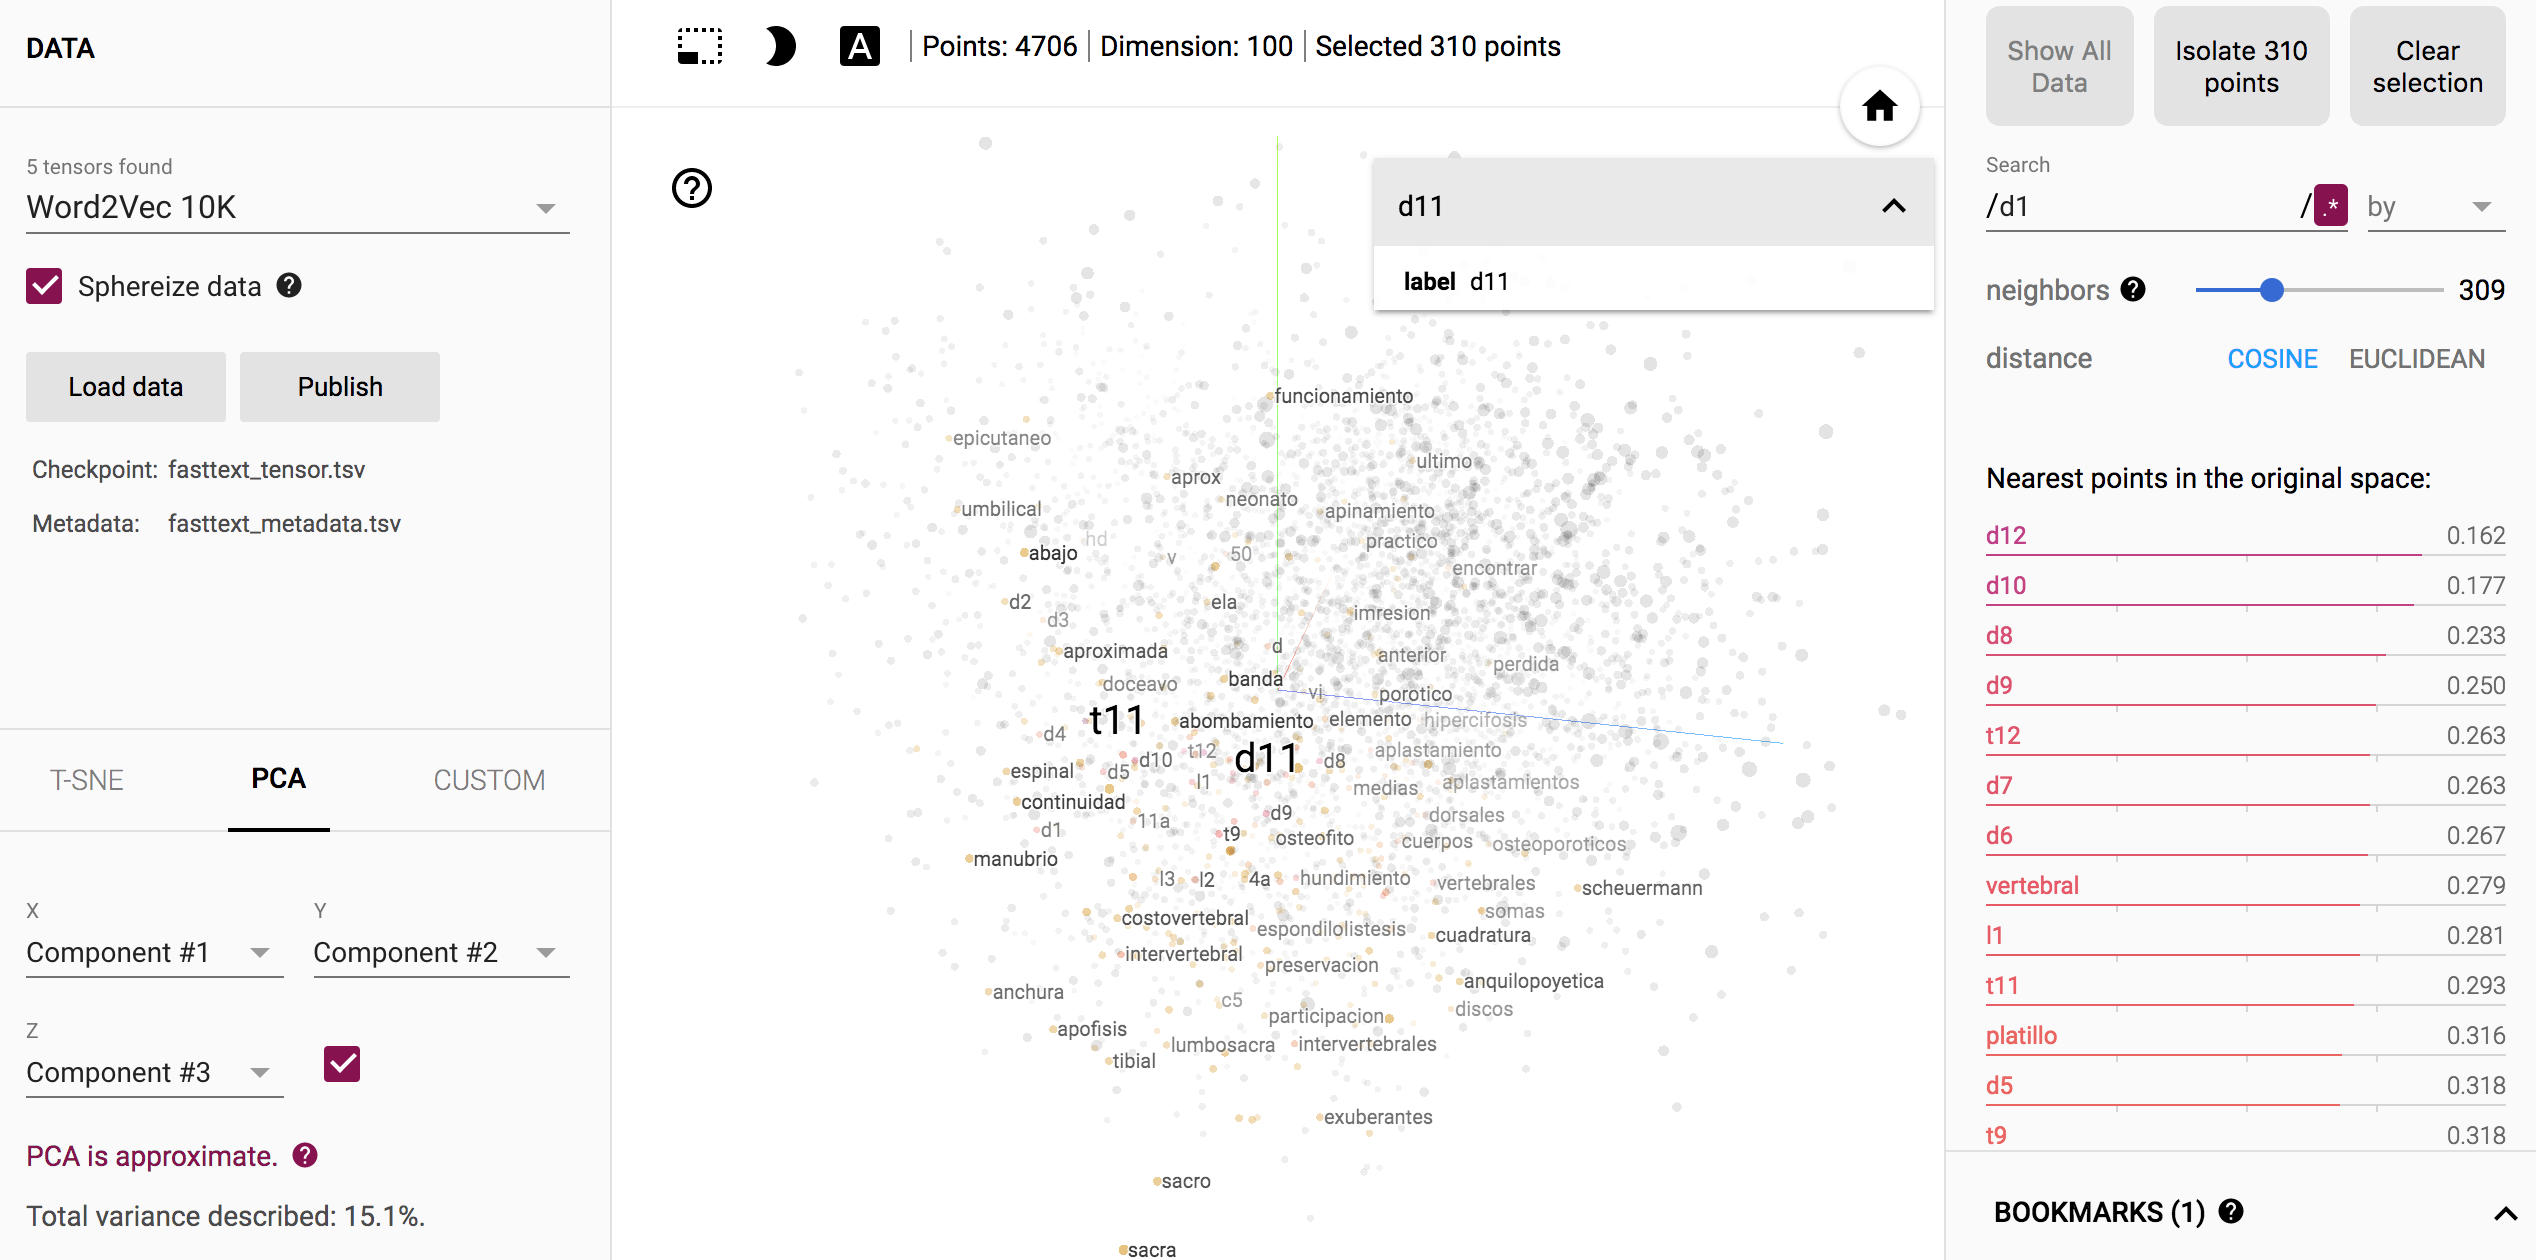 DATA
5 tensors found
Word2Vec 10K
Sphereize data
Load data
Publish
Checkpoint: fasttext_tensor.tsv
Metadata: fasttext_metadata.tsv
T-SNE
PCA
CUSTOM
X
Y
Component #1
Component #2
Z
Component #3
PCA is approximate.
Total variance described: 15.1%.
A
Points: 4706
Dimension: 100
Selected 310 points
d11
label d11
funcionamiento
epicutaneo
ultimo
aprox
neonato
umbilical
apinamiento
hd
practico
abajo
v
50
encontrar
d2
ela
d3
imresion
d
aproximada
anterior
perdida
banda
doceavo
vi
porotico
t11
abombamiento
elemento
hipercifosis
d4
t12
d11
aplastamiento
d10
d8
espinal
d5
l1
medias
aplastamientos
continuidad
d9
dorsales
11a
d1
t9
osteofito
cuerpos
osteoporoticos
manubrio
l3
l2
4a
hundimiento
vertebrales
scheuermann
costovertebral
somas
espondilolistesis
cuadratura
intervertebral
preservacion
anquilopoyetica
anchura
c5
discos
participacion
apofisis
lumbosacra
intervertebrales
tibial
exuberantes
sacro
sacra
Show All
Data
Isolate 310
points
Clear
selection
Search
/d1 /.* by
neighbors 309
distance COSINE EUCLIDEAN
Nearest points in the original space:
d12 0.162
d10 0.177
d8 0.233
d9 0.250
t12 0.263
d7 0.263
d6 0.267
vertebral 0.279
l1 0.281
t11 0.293
platillo 0.316
d5 0.318
t9 0.318
BOOKMARKS (1)